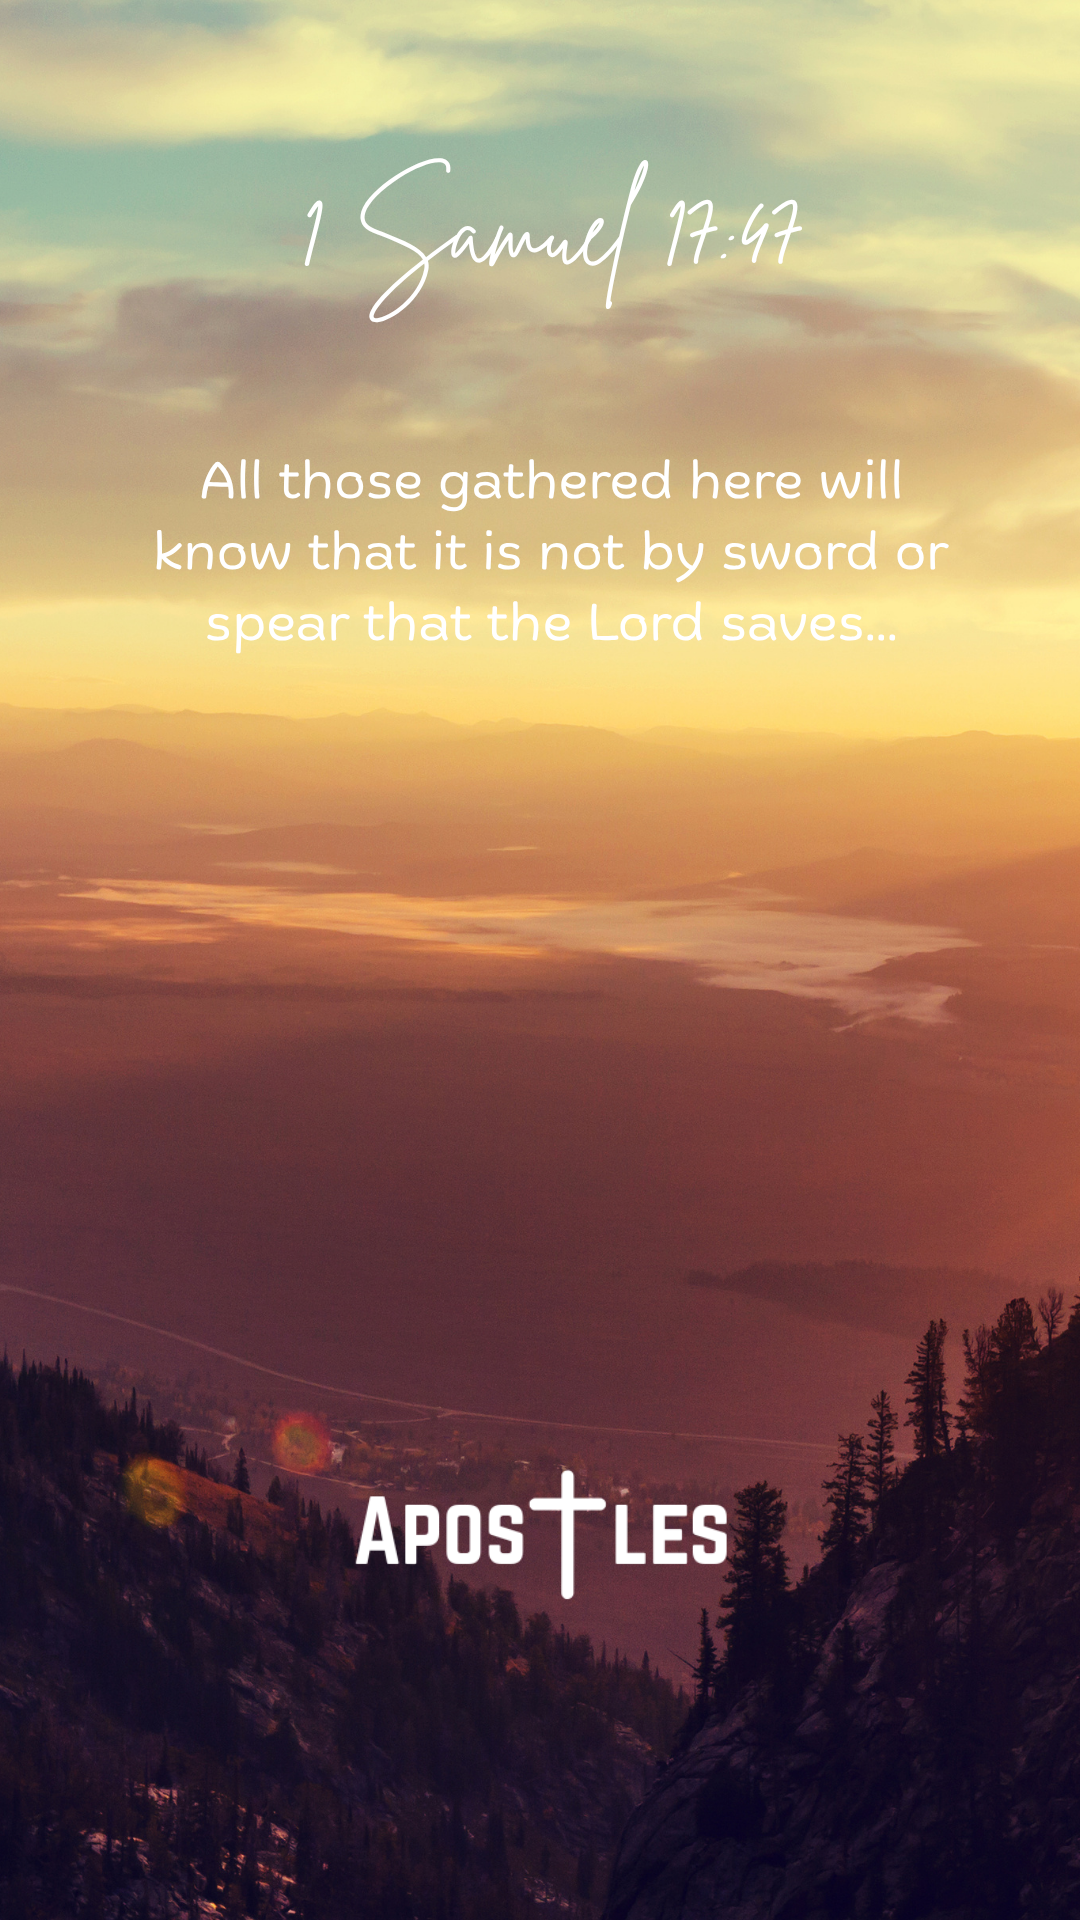 1 Samuel 17:47
All those gathered here will
know that it is not by sword or
spear that the Lord saves...
APOSTLES